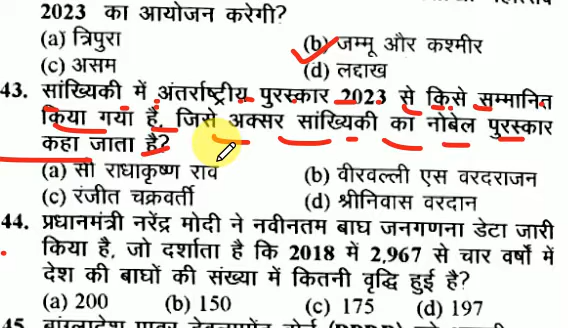 2023 का आयोजन करेगी?
(a) त्रिपुरा (b) जम्मू और कश्मीर
(c) असम (d) लद्दाख
43. सांख्यिकी में अंतर्राष्ट्रीय पुरस्कार 2023 से किसे सम्मानित
किया गया है, जिसे अक्सर सांख्यिकी का नोबेल पुरस्कार
कहा जाता है?
(a) सी राधाकृष्ण राव (b) वीरवल्ली एस वरदराजन
(c) रंजीत चक्रवर्ती (d) श्रीनिवास वरदान
44. प्रधानमंत्री नरेंद्र मोदी ने नवीनतम बाघ जनगणना डेटा जारी
किया है, जो दर्शाता है कि 2018 में 2,967 से चार वर्षों में
देश की बाघों की संख्या में कितनी वृद्धि हुई है?
(a) 200 (b) 150 (c) 175 (d) 197